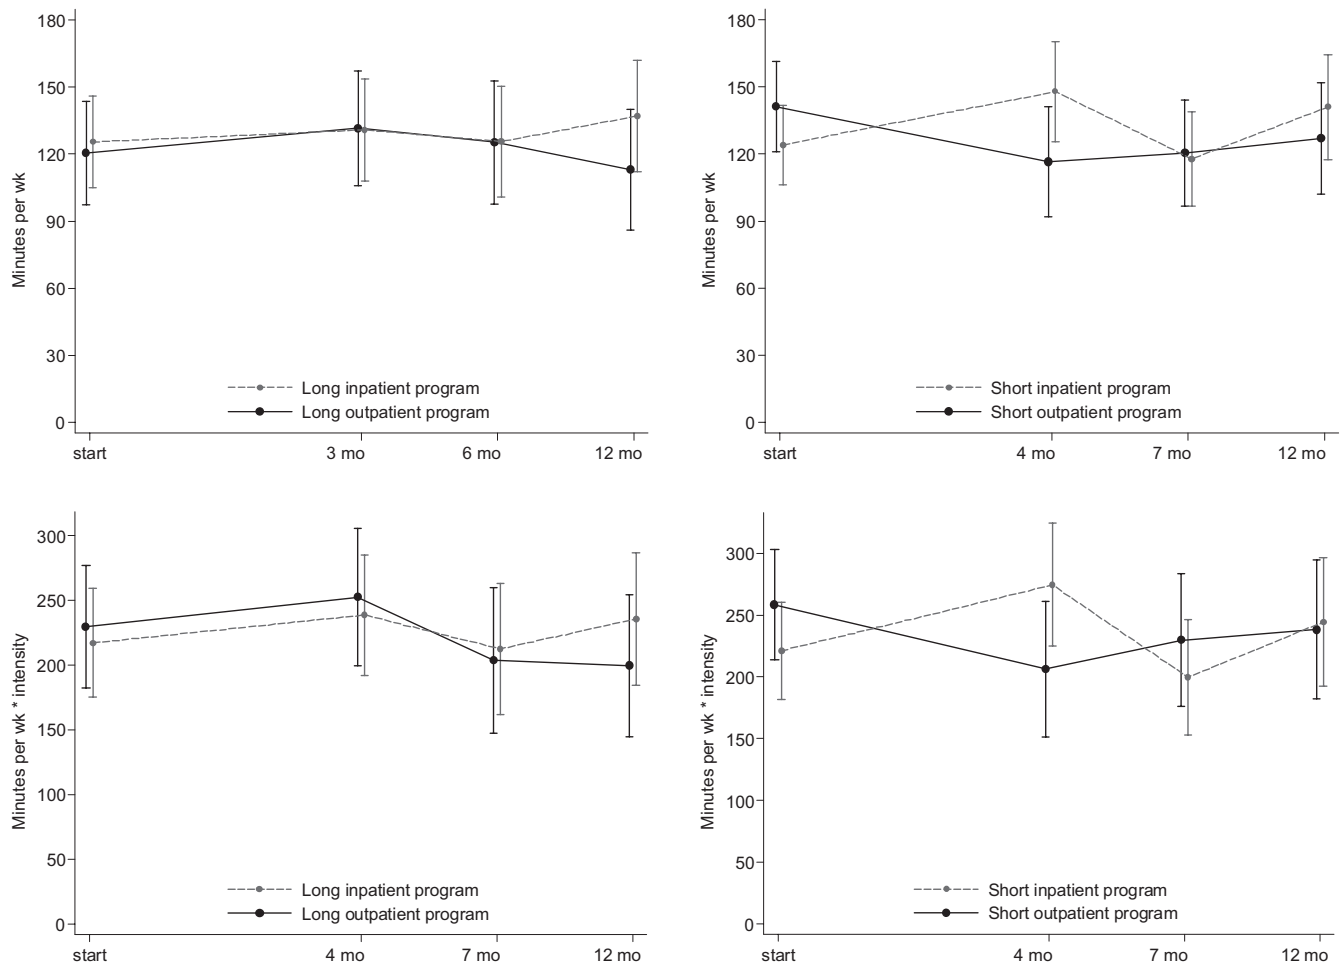 180
150
120
90
60
30
0
Minutes per wk
Long inpatient program
Long outpatient program
start
3 mo
6 mo
12 mo
180
150
120
90
60
30
0
Minutes per wk
Short inpatient program
Short outpatient program
start
4 mo
7 mo
12 mo
300
250
200
150
100
50
0
Minutes per wk * intensity
Long inpatient program
Long outpatient program
start
4 mo
7 mo
12 mo
300
250
200
150
100
50
0
Minutes per wk * intensity
Short inpatient program
Short outpatient program
start
4 mo
7 mo
12 mo